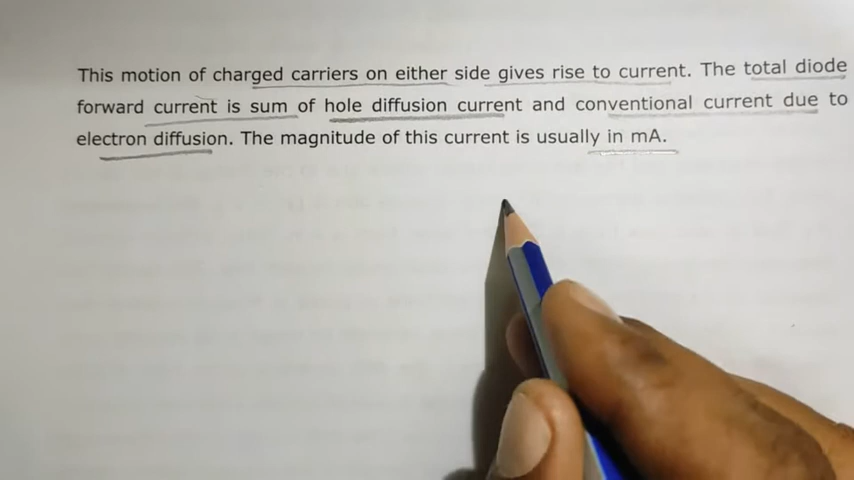 This motion of charged carriers on either side gives rise to current. The total diode
forward current is sum of hole diffusion current and conventional current due to
electron diffusion. The magnitude of this current is usually in mA.